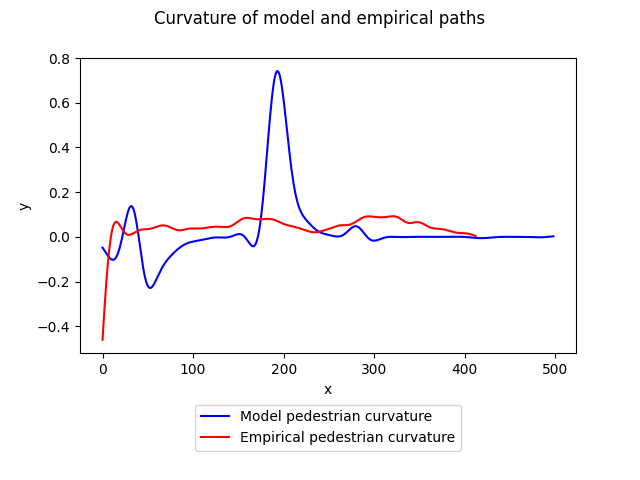 Curvature of model and empirical paths
0.8
0.6
0.4
0.2
0.0
−0.2
−0.4
y
0 100 200 300 400 500
x
Model pedestrian curvature
Empirical pedestrian curvature